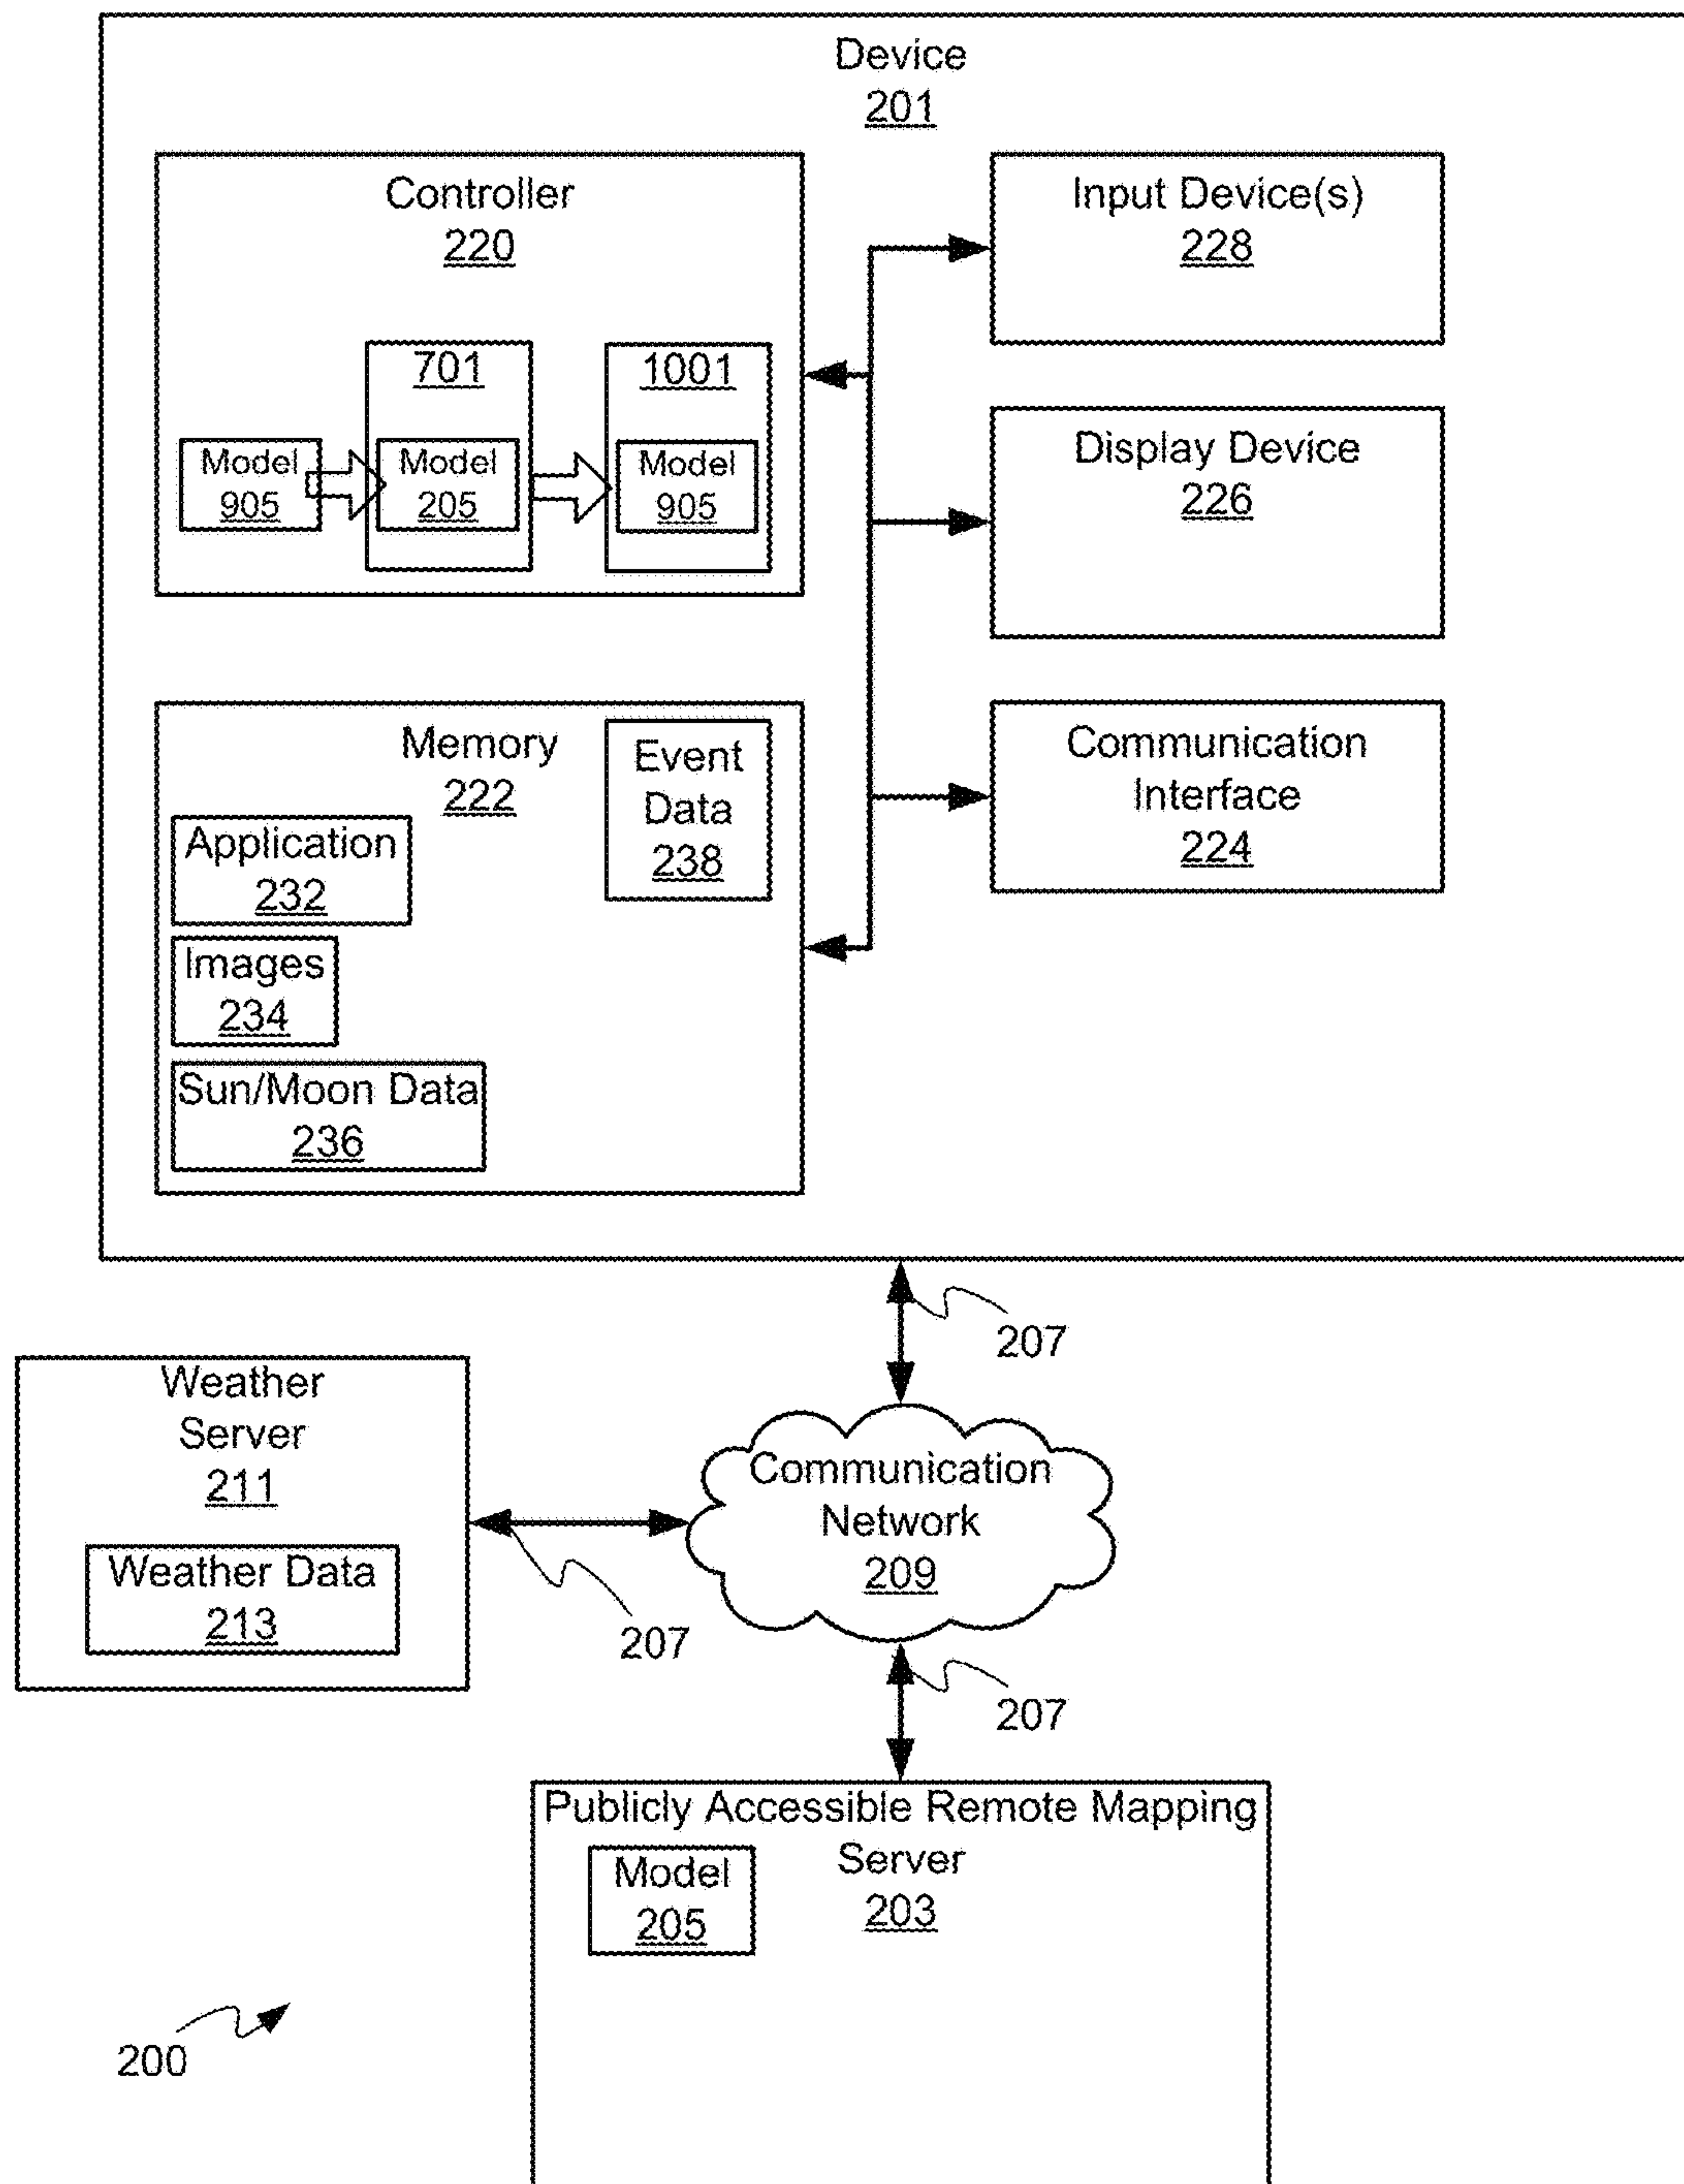 Device
201
Controller
220
701
1001
Model
905
Model
205
Model
905
Input Device(s)
228
Display Device
226
Memory
222
Event
Data
238
Application
232
Images
234
Sun/Moon Data
236
Communication
Interface
224
207
Weather
Server
211
Weather Data
213
207
Communication
Network
209
207
Publicly Accessible Remote Mapping
Server
203
Model
205
200